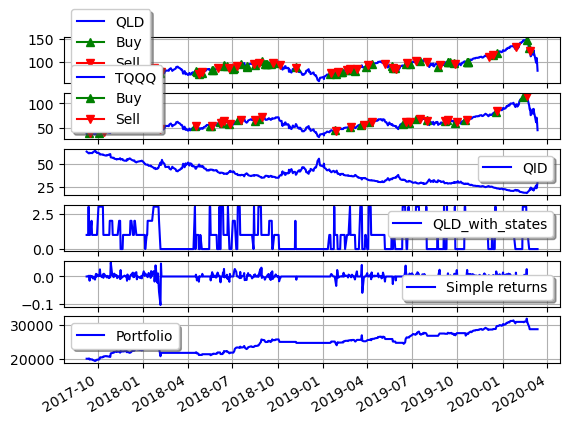 QLD
Buy
Sell
150
100
TQQQ
Buy
Sell
100
50
QID
50
25
QLD_with_states
2.5
0.0
Simple returns
0.0
−0.1
Portfolio
30000
20000
2017-10 2018-01 2018-04 2018-07 2018-10 2019-01 2019-04 2019-07 2019-10 2020-01 2020-04